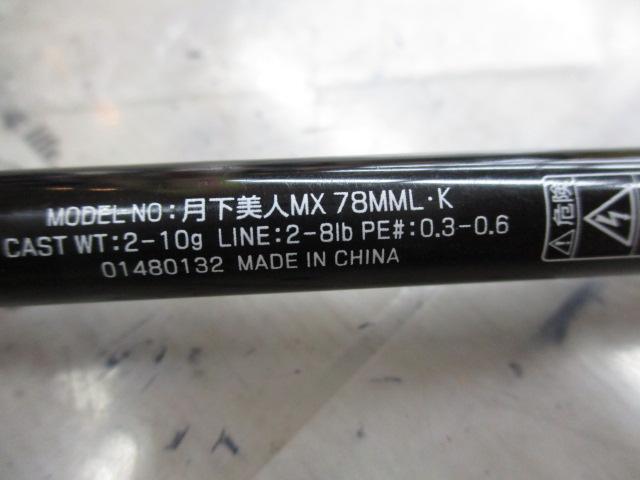 MODEL-NO:月下美人MX 78MML·K
CAST WT:2-10g LINE:2-8lb PE#:0.3-0.6
01480132 MADE IN CHINA
危険